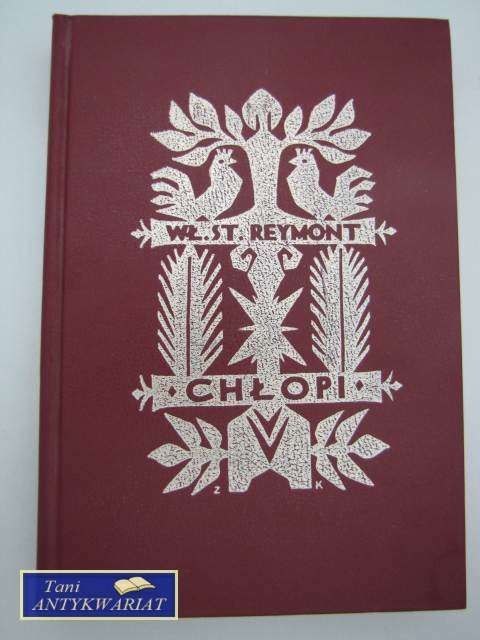 WŁ. ST. REYMONT
CHŁOPI
Z K
Tani
ANTYKWARIAT